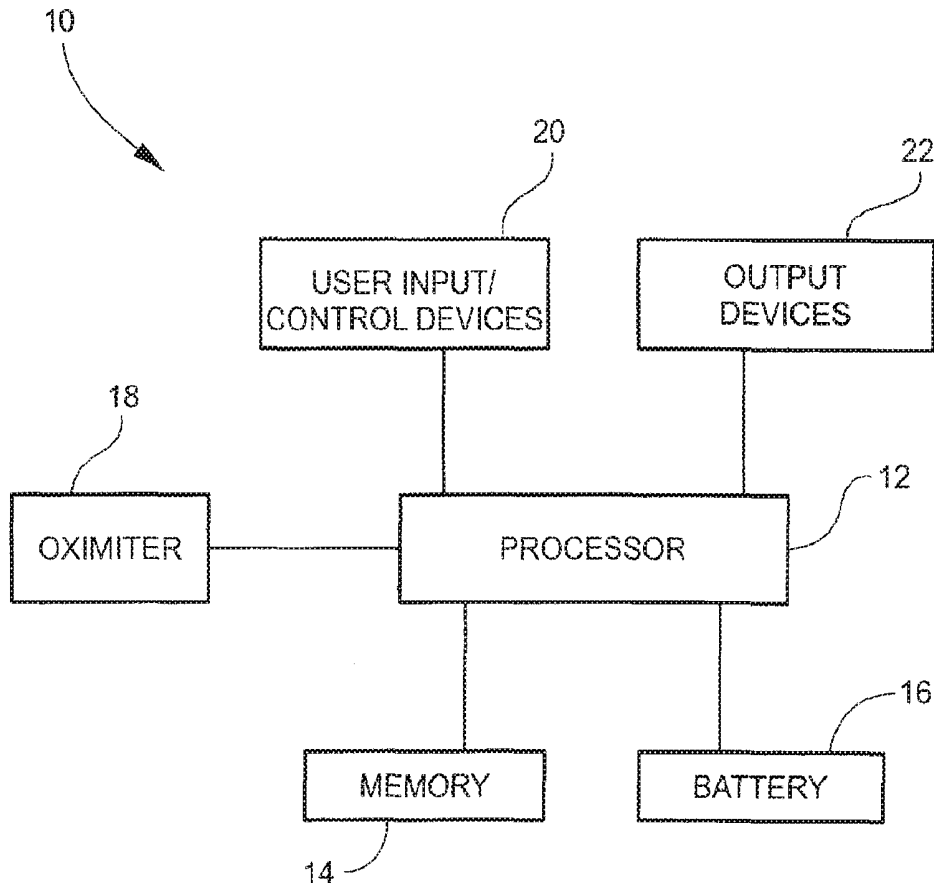 10
20
22
USER INPUT/
CONTROL DEVICES
OUTPUT
DEVICES
18
12
OXIMITER
PROCESSOR
16
MEMORY
BATTERY
14